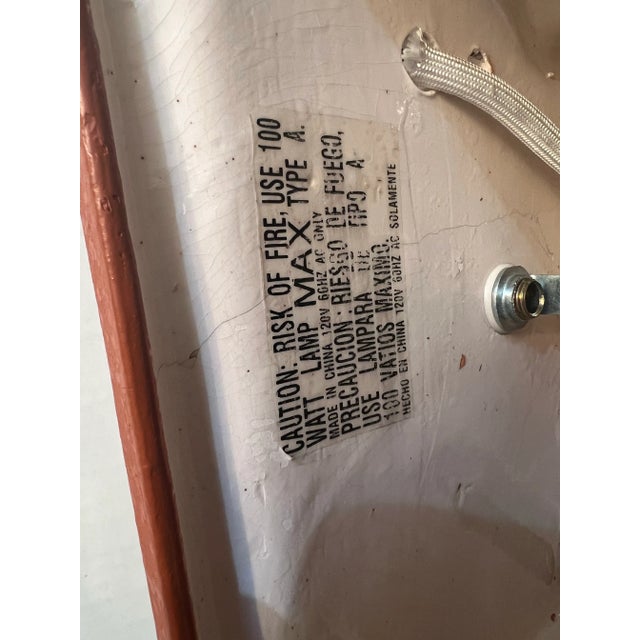 CAUTION: RISK OF FIRE, USE 100
WATT LAMP MAX TYPE A.
MADE IN CHINA 120V 60HZ AC ONLY
PRECAUCION: RIESGO DE FUEGO,
USE LAMPARA DE TIPO A
100 VATIOS MAXIMO.
HECHO EN CHINA 120V 60HZ AC SOLAMENTE